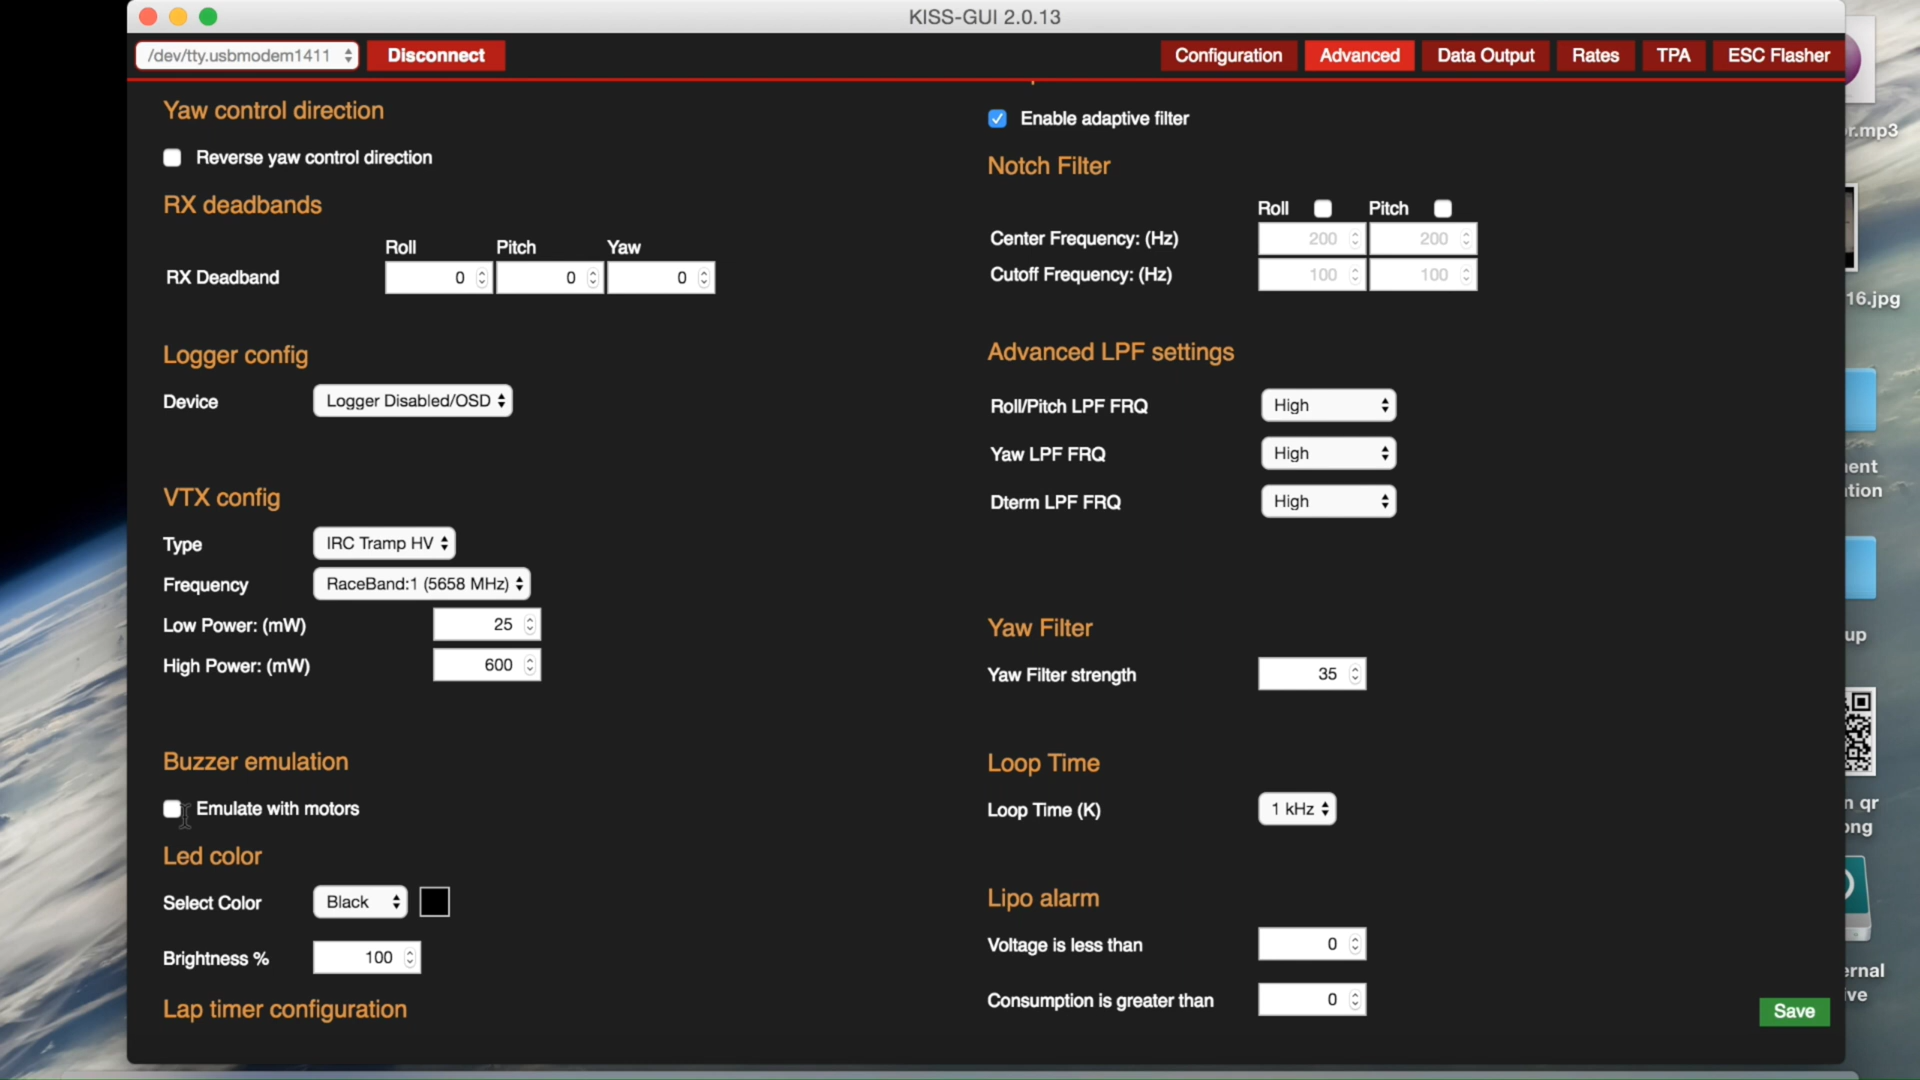 KISS-GUI 2.0.13
/dev/tty.usbmodem1411
Disconnect
Configuration
Advanced
Data Output
Rates
TPA
ESC Flasher
Yaw control direction
Reverse yaw control direction
RX deadbands
Roll Pitch Yaw
RX Deadband 0 0 0
Logger config
Device Logger Disabled/OSD
VTX config
Type IRC Tramp HV
Frequency RaceBand:1 (5658 MHz)
Low Power: (mW) 25
High Power: (mW) 600
Buzzer emulation
Emulate with motors
Led color
Select Color Black
Brightness % 100
Lap timer configuration
Enable adaptive filter
Notch Filter
Roll Pitch
Center Frequency: (Hz) 200 200
Cutoff Frequency: (Hz) 100 100
Advanced LPF settings
Roll/Pitch LPF FRQ High
Yaw LPF FRQ High
Dterm LPF FRQ High
Yaw Filter
Yaw Filter strength 35
Loop Time
Loop Time (K) 1 kHz
Lipo alarm
Voltage is less than 0
Consumption is greater than 0
Save
r.mp3
16.jpg
ent
tion
up
n qr
ong
ernal
ive